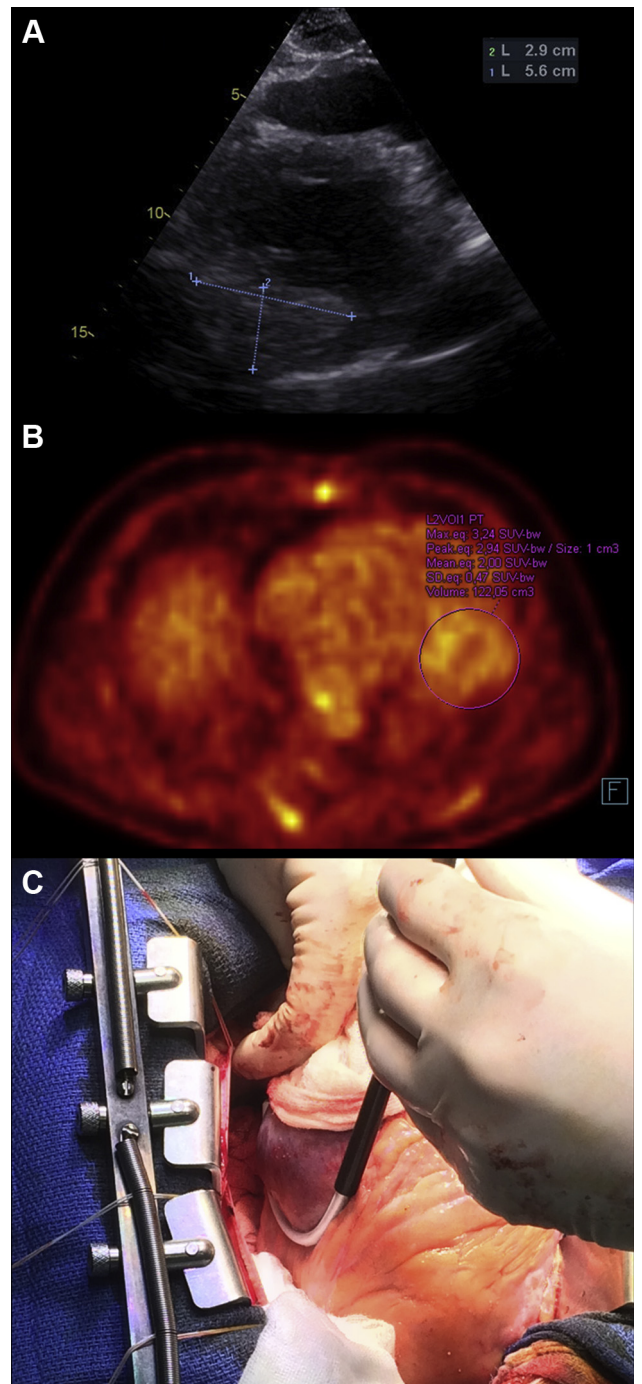 A
2 L 2.9 cm
1 L 5.6 cm
5
10
1
2
15
B
L2VOI1 PT
Max.eq: 3,24 SUV-bw
Peak.eq: 2,94 SUV-bw / Size: 1 cm3
Mean.eq: 2,00 SUV-bw
SD.eq: 0,47 SUV-bw
Volume: 122,05 cm3
F
C